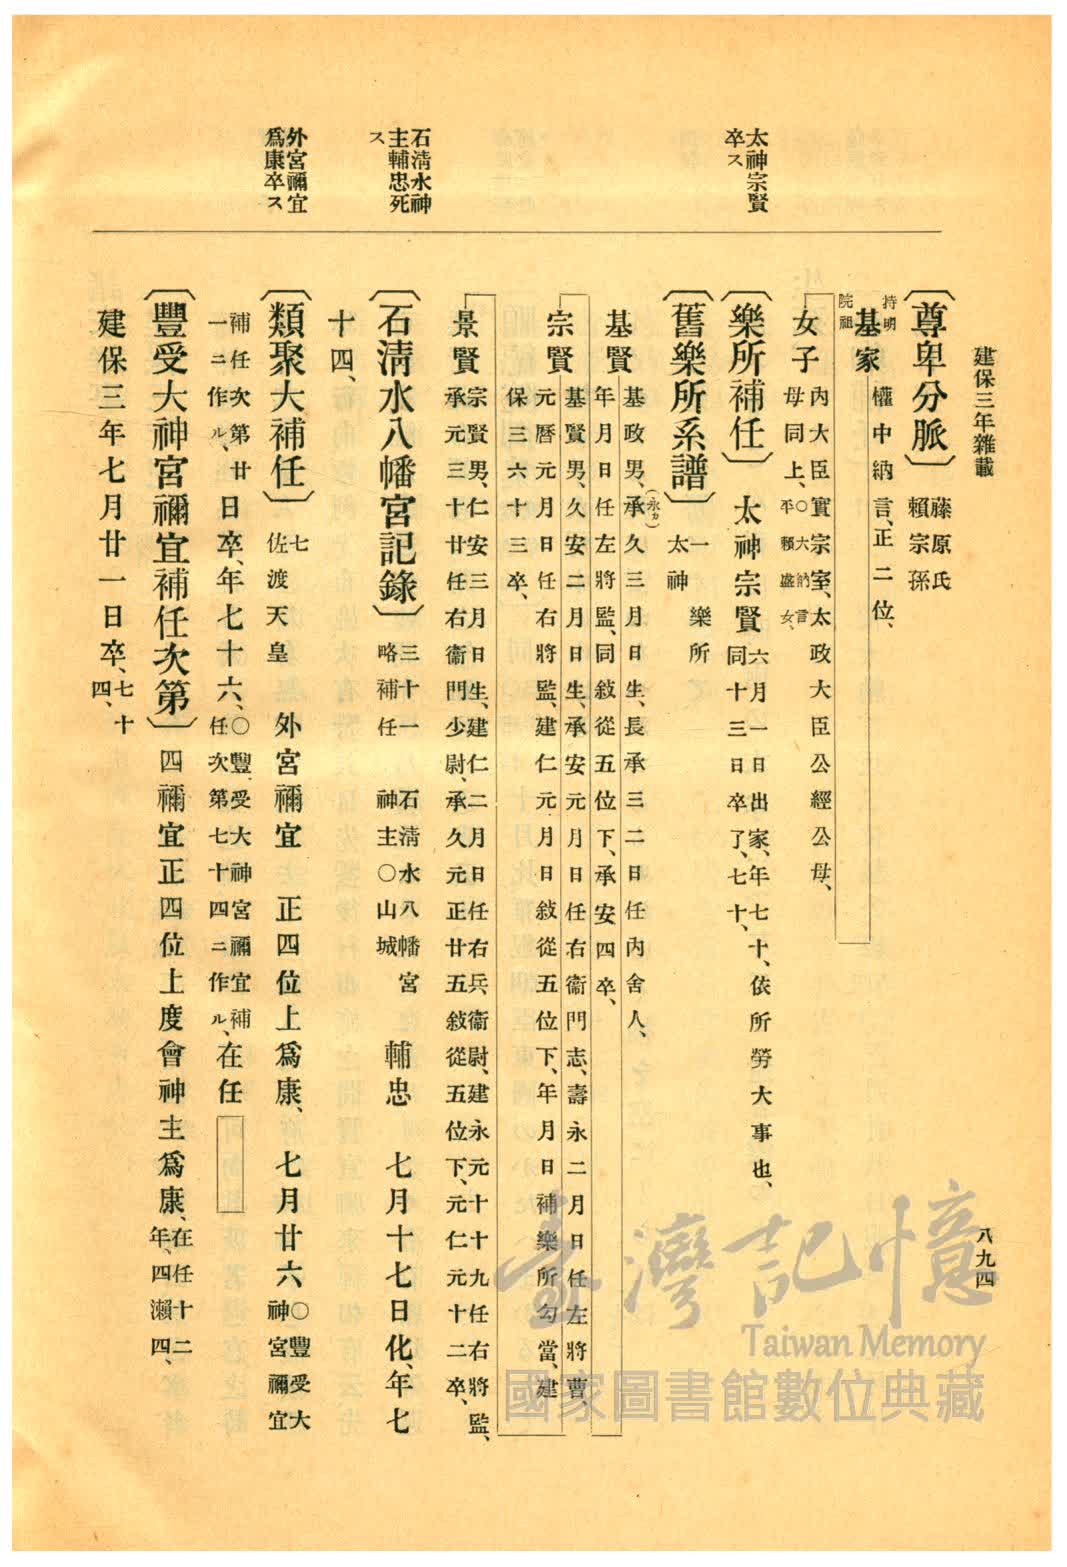 建保三年雜載
八九四
太神宗賢
卒ス
石清水神
主輔忠死
ス
外宮禰宜
爲康卒ス
〔尊卑分脈〕
藤原氏
賴宗孫
持明
院祖
基家
權中納言、正二位、
女子
内大臣實宗室、太政大臣公經公母、
母同上、〇大納言
平賴盛女、
〔樂所補任〕
太神宗賢
六月一日出家、年七十、依所勞大事也、
同十三日卒了、七十、
〔舊樂所系譜〕
一樂所
太神
基賢
基政男、承(永カ)久三月日生、長承三二日任内舍人、
年月日任左將監、同敍從五位下、承安四卒、
宗賢
基賢男、久安二月日生、承安元月日任右衞門志、壽永二月日任左將曹、
元曆元月日任右將監、建仁元月日敍從五位下、年月日補樂所勾當、建
保三六十三卒、
景賢
宗賢男、仁安三月日生、建仁二月日任右兵衞尉、建永元十十九任右將監、
承元三十廿任右衞門少尉、承久元正廿五敍從五位下、元仁元十二卒、
〔石清水八幡宮記錄〕
三十一
略補任
石清水八幡宮
神主〇山城
輔忠 七月十七日化、年七
十四、
〔類聚大補任〕
七
佐渡天皇
外宮禰宜 正四位上爲康、 七月廿六
〇豐受大
神宮禰宜
補任次第廿
一ニ作ル、
日卒、年七十六、
〇豐受大神宮禰宜補
任次第七十四ニ作ル、
在任
〔豐受大神宮禰宜補任次第〕
四禰宜正四位上度會神主爲康、
在任十二
年、四瀨四、
建保三年七月廿一日卒、
七十
四、
臺灣記憶
Taiwan Memory
國家圖書館數位典藏